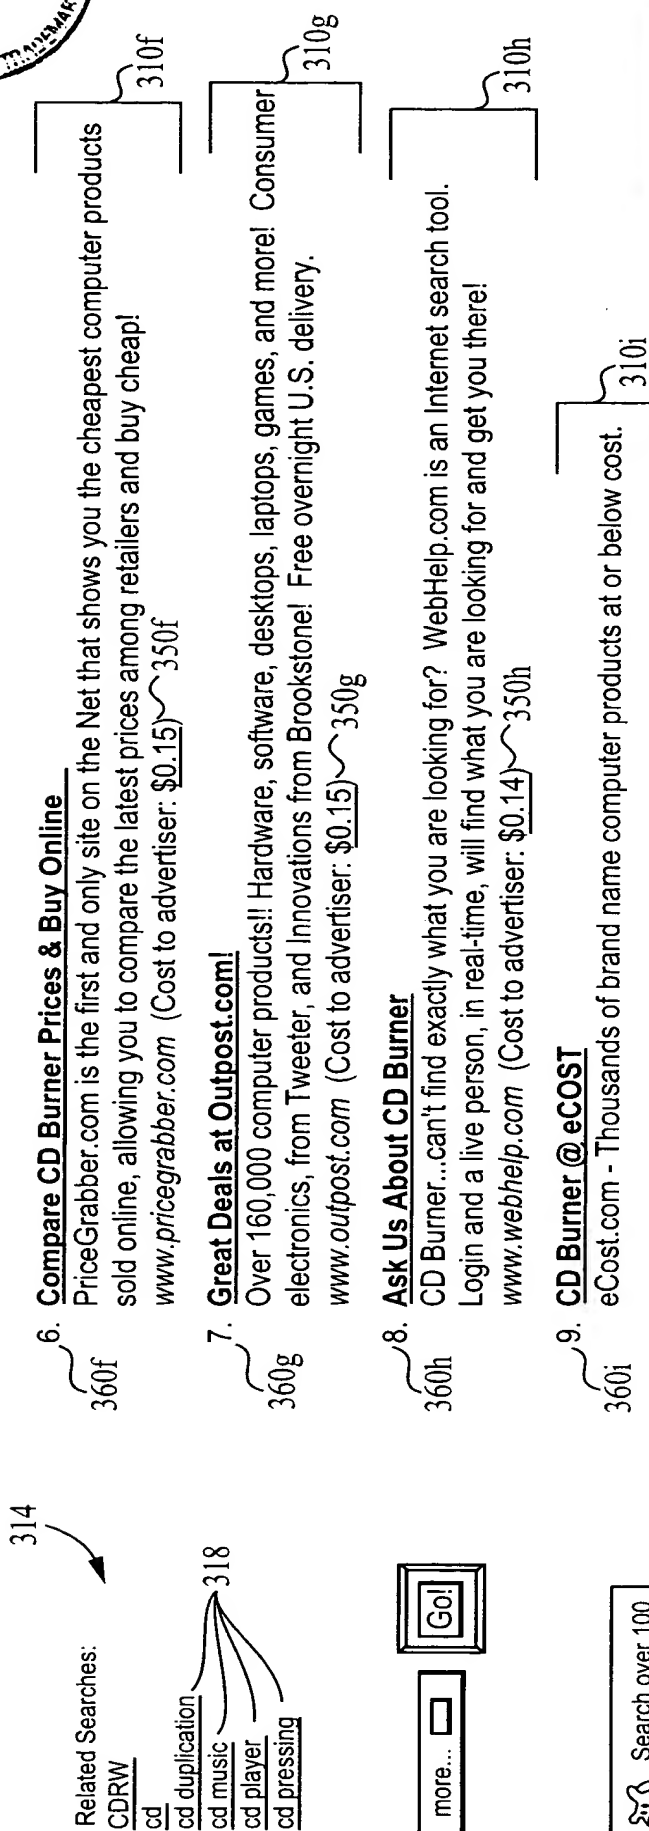 TRADEMARK
314
Related Searches:
CDRW
cd
cd duplication
cd music
cd player
cd pressing
318
more...
Go!
Search over 100
360f
6. Compare CD Burner Prices & Buy Online
PriceGrabber.com is the first and only site on the Net that shows you the cheapest computer products
sold online, allowing you to compare the latest prices among retailers and buy cheap!
www.pricegrabber.com (Cost to advertiser: $0.15) 350f
310f
360g
7. Great Deals at Outpost.com!
Over 160,000 computer products!! Hardware, software, desktops, laptops, games, and more! Consumer
electronics, from Tweeter, and Innovations from Brookstone! Free overnight U.S. delivery.
www.outpost.com (Cost to advertiser: $0.15) 350g
310g
360h
8. Ask Us About CD Burner
CD Burner...can't find exactly what you are looking for? WebHelp.com is an Internet search tool.
Login and a live person, in real-time, will find what you are looking for and get you there!
www.webhelp.com (Cost to advertiser: $0.14) 350h
310h
360i
9. CD Burner @ eCOST
eCost.com - Thousands of brand name computer products at or below cost.
310i